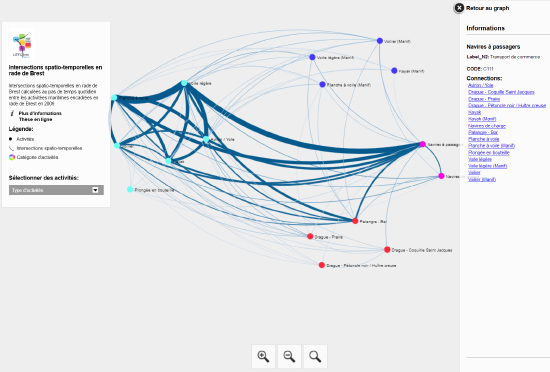 Retour au graph
Informations
Intersections spatio-temporelles en
rade de Brest
Intersections spatio-temporelles en rade de
Brest calculées au pas de temps quotidien
entre les activités maritimes encadrées en
rade de Brest en 2009.
Plus d'informations
Thèse en ligne
Légende:
Activités
Intersections spatio-temporelles
Catégorie d'activités
Sélectionner des activités:
Type d'activités
Voilier (Manif)
Voile légère (Manif)
Kayak (Manif)
Planche à voile (Manif)
Voile légère
Aviron / Yole
Plongée en bouteille
Navires à passagers
Navires
Palangre - Bar
Drague - Praire
Drague - Coquille Saint Jacques
Drague - Pétoncle noir / Huître creuse
Navires à passagers
Label_N2: Transport de commerce
CODE: C111
Connections:
Aviron / Yole
Drague - Coquille Saint Jacques
Drague - Praire
Drague - Pétoncle noir / Huître creuse
Kayak
Kayak (Manif)
Navires de charge
Palangre - Bar
Planche à voile
Planche à voile (Manif)
Plongée en bouteille
Voile légère
Voile légère (Manif)
Voilier
Voilier (Manif)